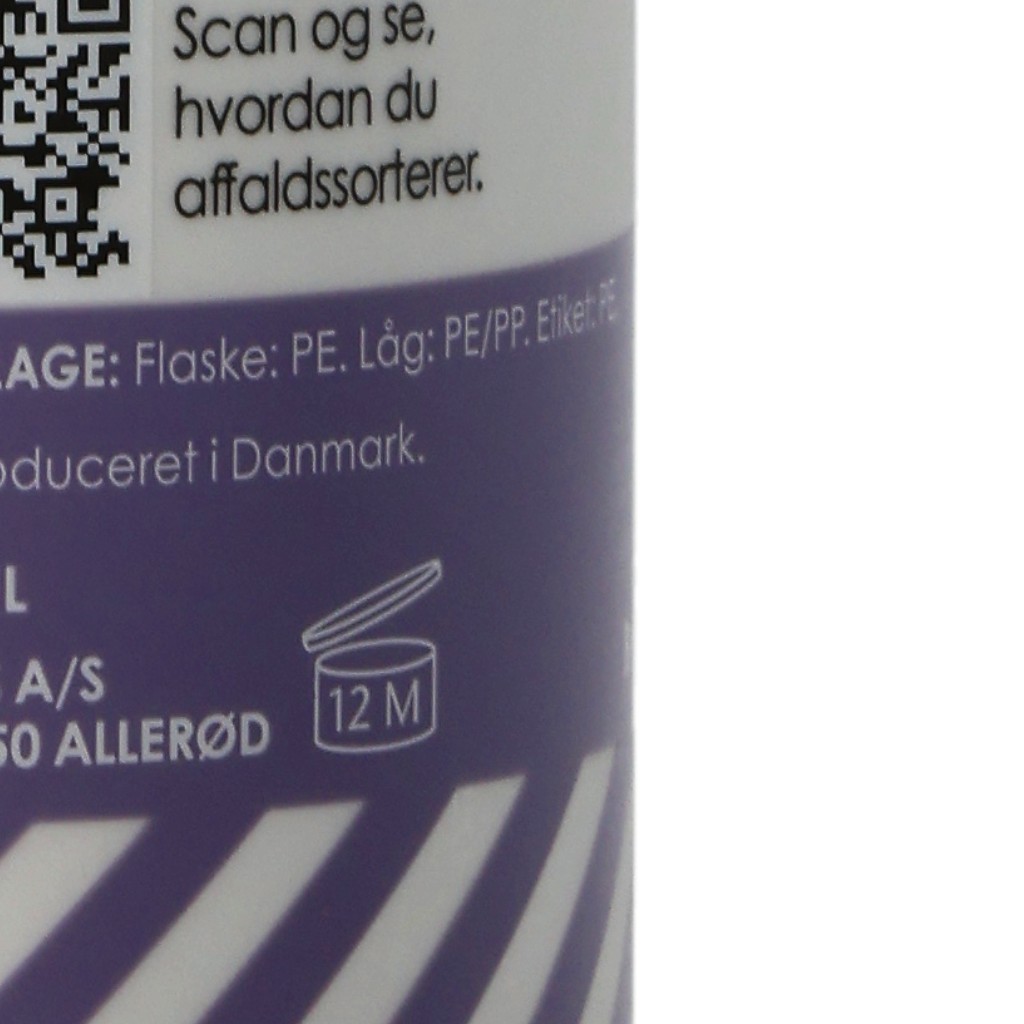 Scan og se,
hvordan du
affaldssorterer.
LAGE: Flaske: PE. Låg: PE/PP. Etiket: PE.
oduceret i Danmark.
L
A/S
50 ALLERØD
12 M